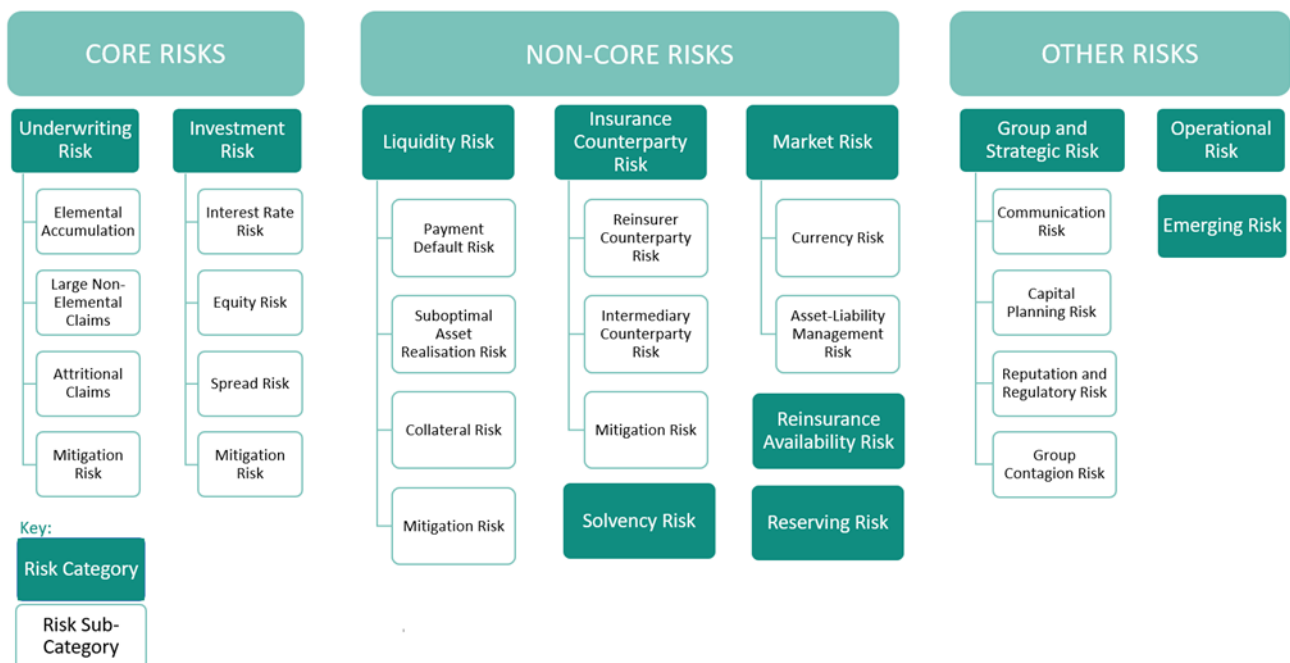 CORE RISKS
Underwriting
Risk
Elemental
Accumulation
Large Non-
Elemental
Claims
Attritional
Claims
Mitigation
Risk
Investment
Risk
Interest Rate
Risk
Equity Risk
Spread Risk
Mitigation
Risk
NON-CORE RISKS
Liquidity Risk
Payment
Default Risk
Suboptimal
Asset
Realisation Risk
Collateral Risk
Mitigation Risk
Insurance
Counterparty
Risk
Reinsurer
Counterparty
Risk
Intermediary
Counterparty
Risk
Mitigation Risk
Solvency Risk
Market Risk
Currency Risk
Asset-Liability
Management
Risk
Reinsurance
Availability Risk
Reserving Risk
OTHER RISKS
Group and
Strategic Risk
Communication
Risk
Capital
Planning Risk
Reputation and
Regulatory Risk
Group
Contagion Risk
Operational
Risk
Emerging Risk
Key:
Risk Category
Risk Sub-
Category